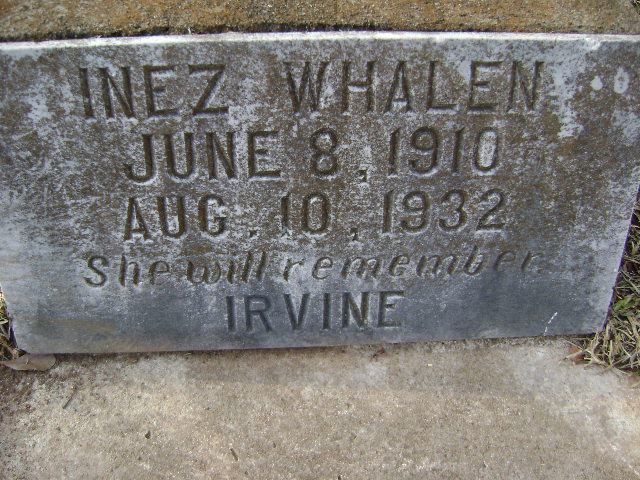 INEZ WHALEN
JUNE 8, 1910
AUG. 10, 1932
She will remember
IRVINE